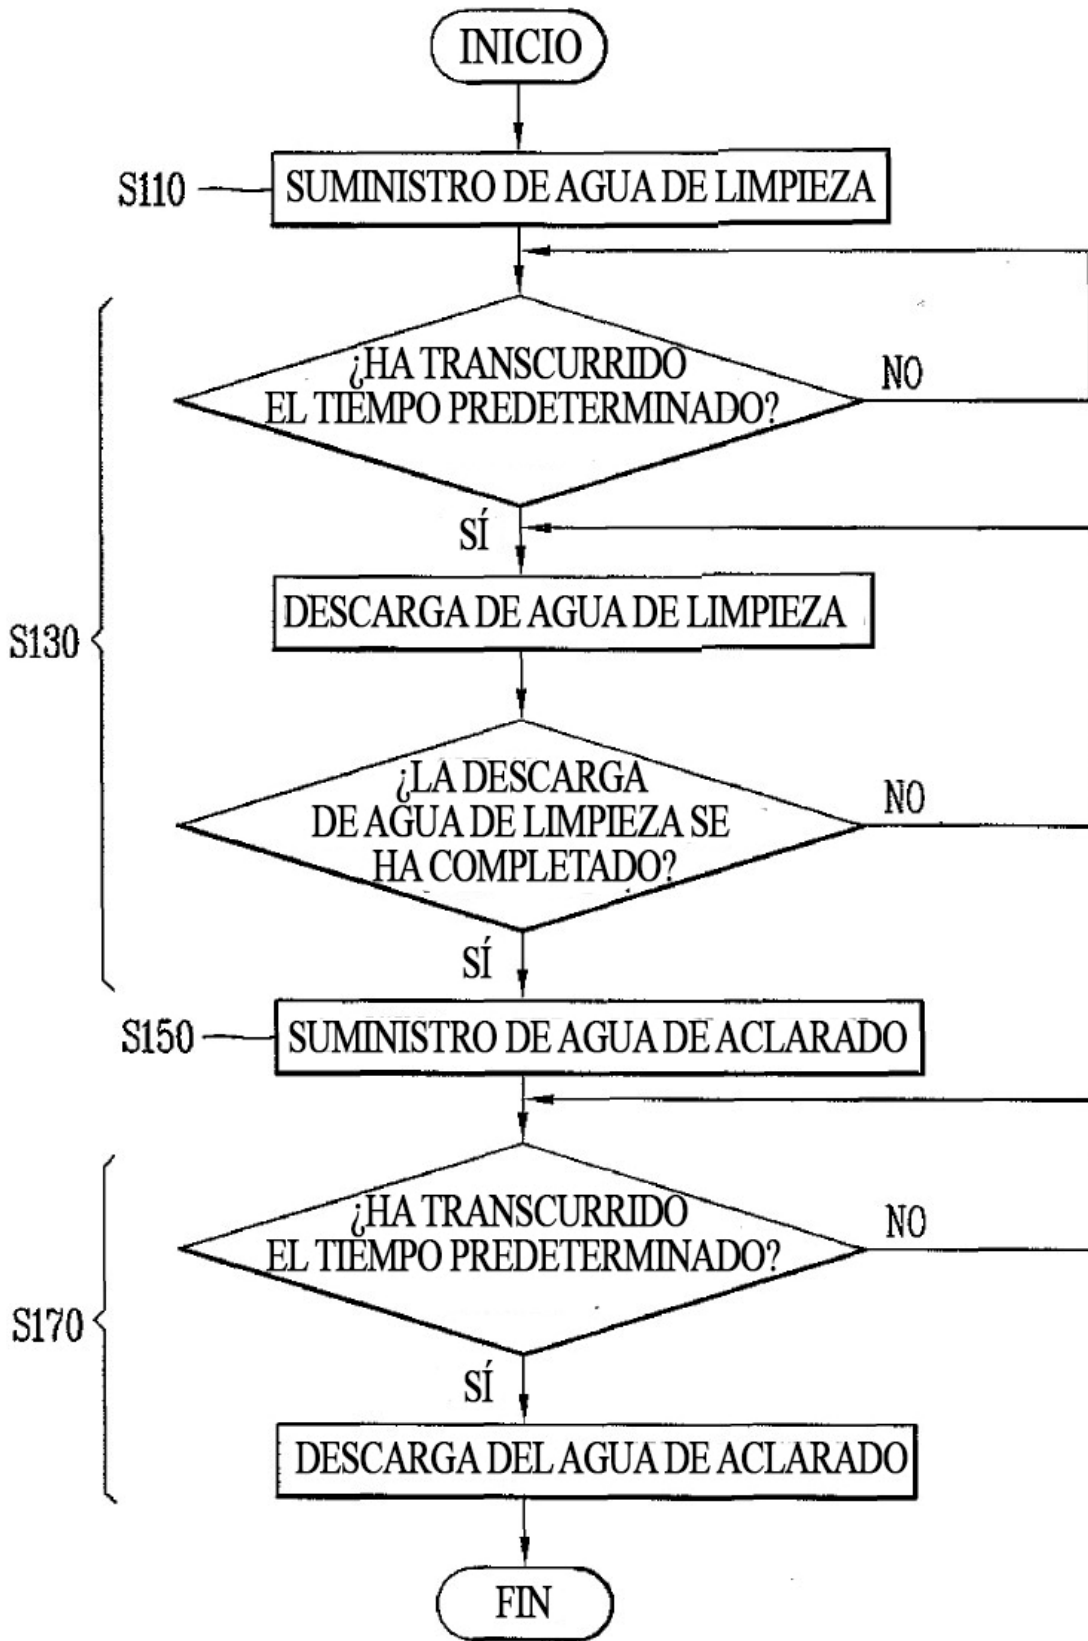 INICIO
S110
SUMINISTRO DE AGUA DE LIMPIEZA
¿HA TRANSCURRIDO
EL TIEMPO PREDETERMINADO?
NO
SÍ
DESCARGA DE AGUA DE LIMPIEZA
S130
¿LA DESCARGA
DE AGUA DE LIMPIEZA SE
HA COMPLETADO?
NO
SÍ
S150
SUMINISTRO DE AGUA DE ACLARADO
¿HA TRANSCURRIDO
EL TIEMPO PREDETERMINADO?
NO
S170
SÍ
DESCARGA DEL AGUA DE ACLARADO
FIN